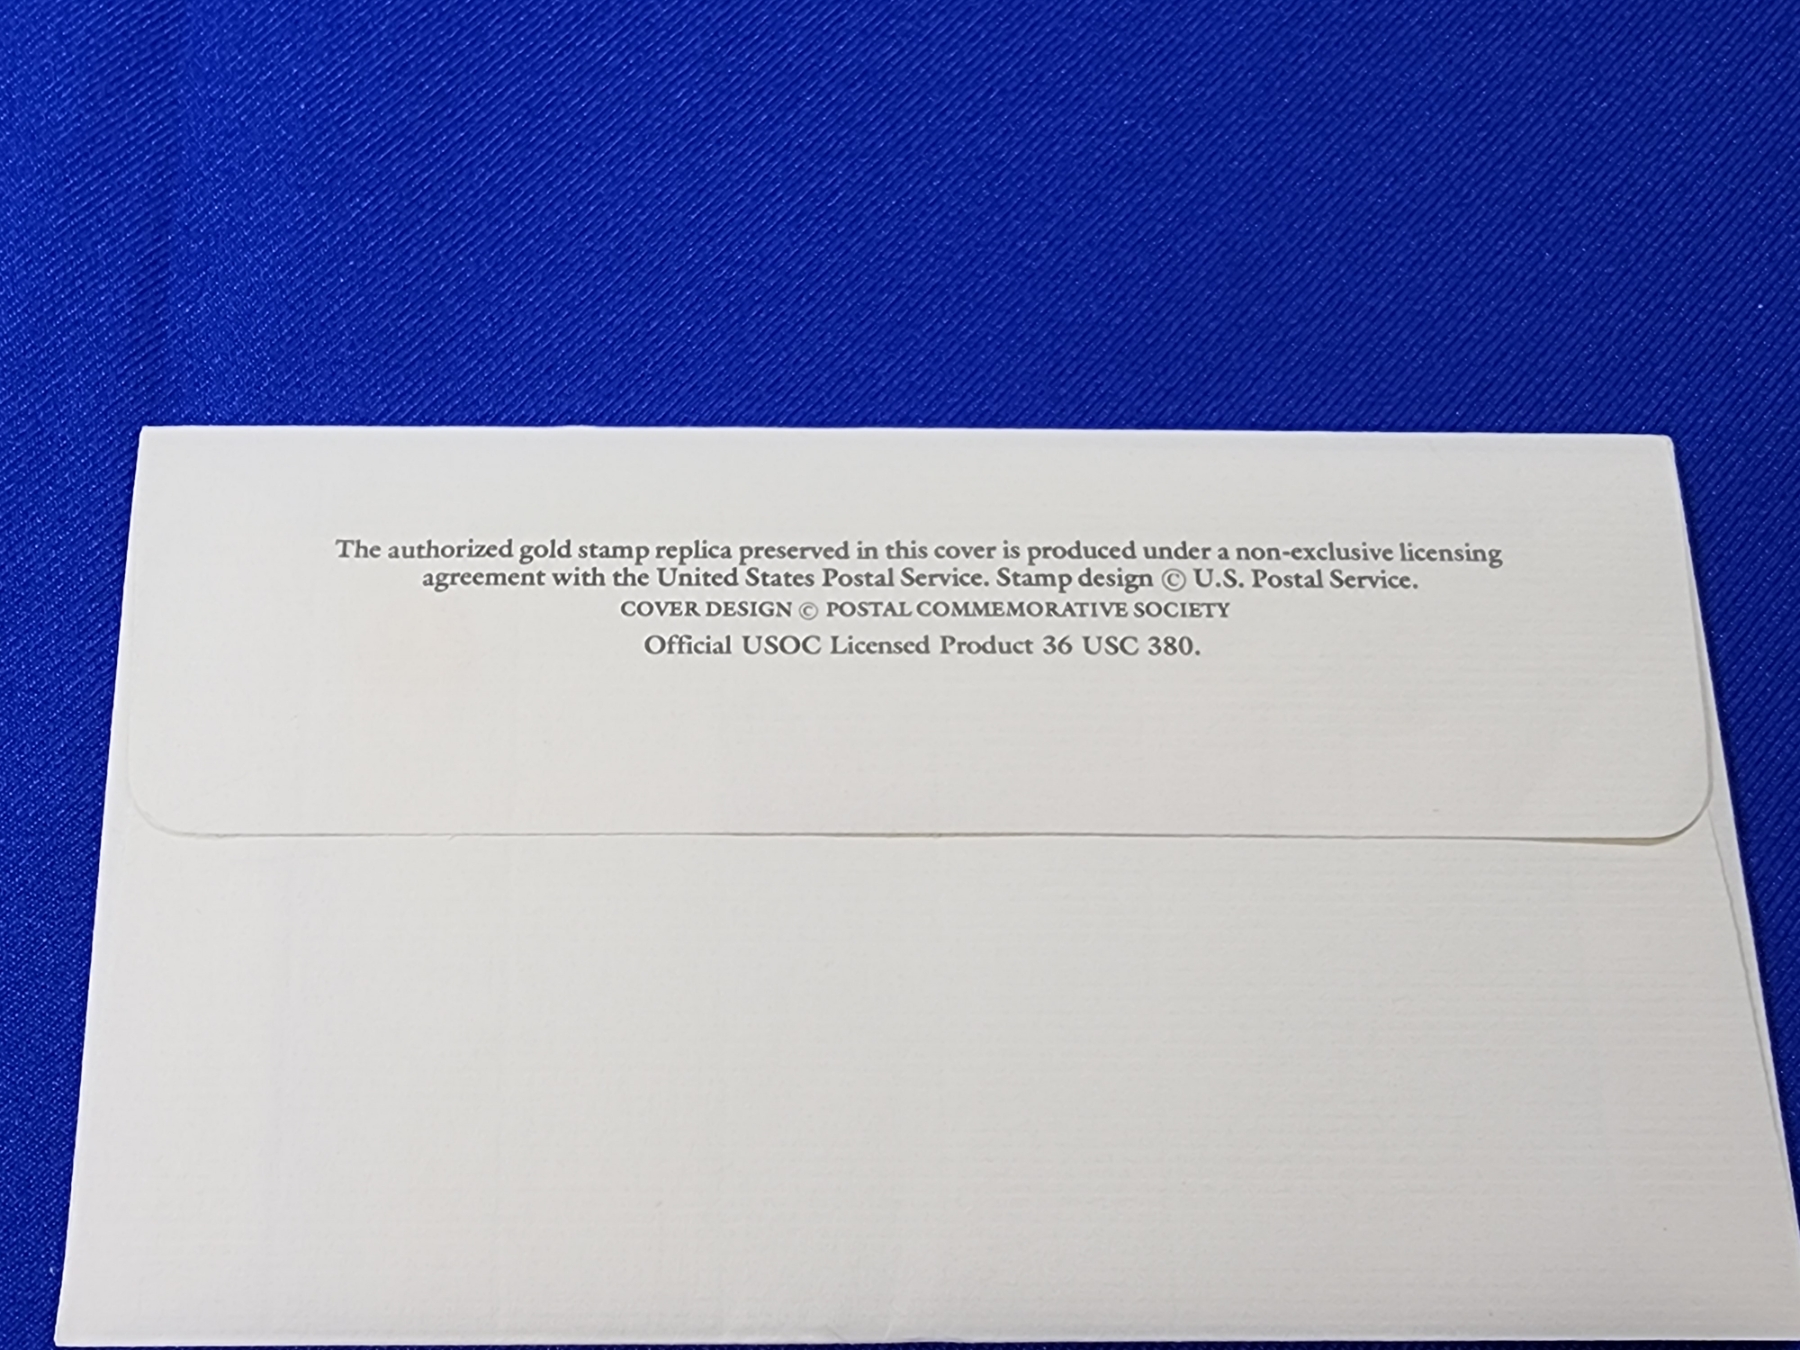 The authorized gold stamp replica preserved in this cover is produced under a non-exclusive licensing
agreement with the United States Postal Service. Stamp design © U.S. Postal Service.
COVER DESIGN © POSTAL COMMEMORATIVE SOCIETY
Official USOC Licensed Product 36 USC 380.